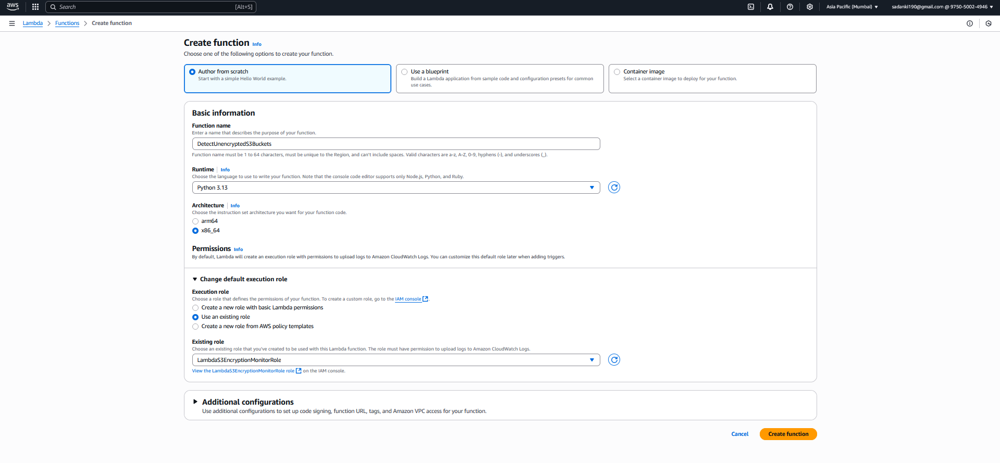 aws
Search [Alt+S]
Asia Pacific (Mumbai)
sadanki190@gmail.com @ 9750-5002-4946
Lambda
Functions
Create function
Create function Info
Choose one of the following options to create your function.
Author from scratch
Start with a simple Hello World example.
Use a blueprint
Build a Lambda application from sample code and configuration presets for common
use cases.
Container image
Select a container image to deploy for your function.
Basic information
Function name
Enter a name that describes the purpose of your function.
DetectUnencryptedS3Buckets
Function name must be 1 to 64 characters, must be unique to the Region, and can't include spaces. Valid characters are a-z, A-Z, 0-9, hyphens (-), and underscores (_).
Runtime Info
Choose the language to use to write your function. Note that the console code editor supports only Node.js, Python, and Ruby.
Python 3.13
Architecture Info
Choose the instruction set architecture you want for your function code.
arm64
x86_64
Permissions Info
By default, Lambda will create an execution role with permissions to upload logs to Amazon CloudWatch Logs. You can customize this default role later when adding triggers.
Change default execution role
Execution role
Choose a role that defines the permissions of your function. To create a custom role, go to the IAM console.
Create a new role with basic Lambda permissions
Use an existing role
Create a new role from AWS policy templates
Existing role
Choose an existing role that you've created to be used with this Lambda function. The role must have permission to upload logs to Amazon CloudWatch Logs.
LambdaS3EncryptionMonitorRole
View the LambdaS3EncryptionMonitorRole role on the IAM console.
Additional configurations
Use additional configurations to set up code signing, function URL, tags, and Amazon VPC access for your function.
Cancel
Create function